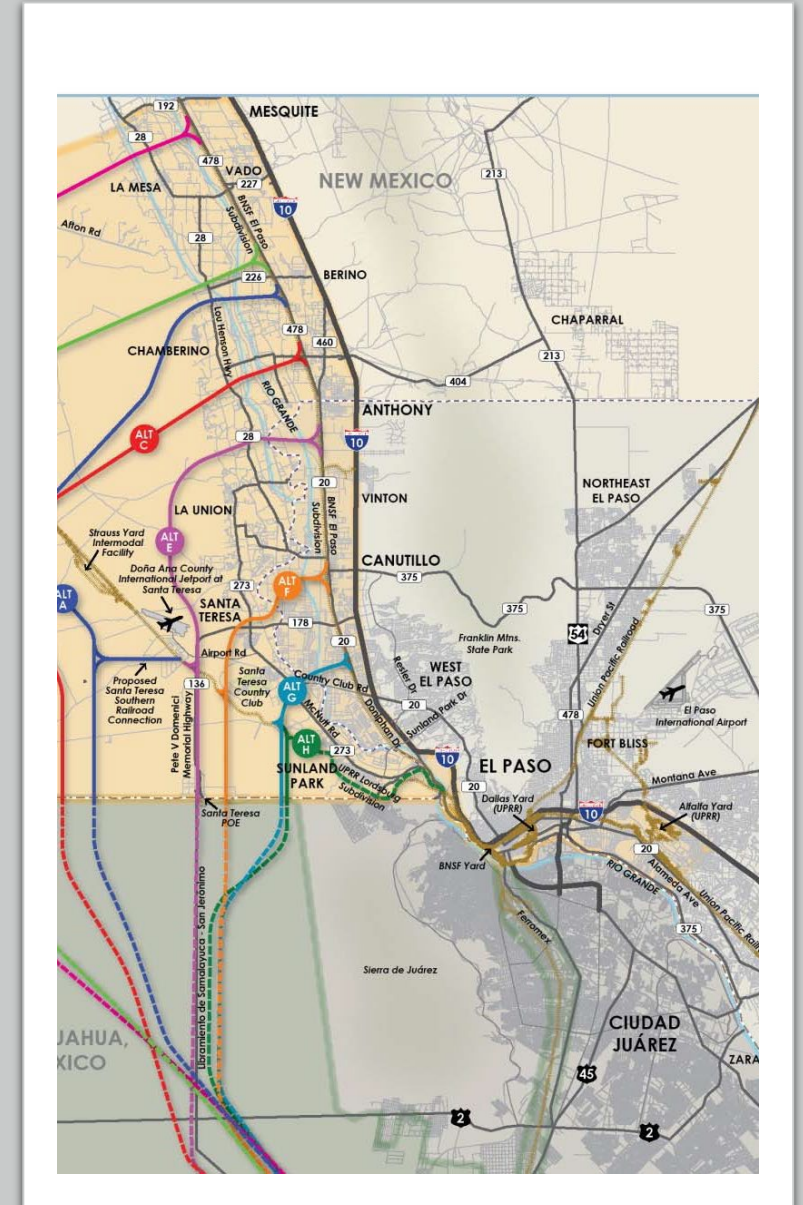 192
MESQUITE
28
478
VADO
227
NEW MEXICO
213
LA MESA
10
BNSF El Paso
Subdivision
Afton Rd
28
226
BERINO
Lou Henson Hwy
478
CHAPARRAL
460
213
CHAMBERINO
RIO GRANDE
404
ANTHONY
ALT
C
28
10
20
VINTON
NORTHEAST
EL PASO
LA UNION
BNSF El Paso
Subdivision
Strauss Yard
Intermodal
Facility
ALT
E
Doña Ana County
International Jetport at
Santa Teresa
CANUTILLO
375
273
ALT
F
ALT
A
SANTA
TERESA
178
375
375
54
Dryer St
Union Pacific Railroad
Franklin Mtns.
State Park
20
Airport Rd
Resler Dr
WEST
EL PASO
Proposed
Santa Teresa
Southern
Railroad
Connection
136
Santa
Teresa
Country
Club
Country Club Rd
ALT
G
20
Sunland Park Dr
El Paso
International Airport
478
Pete V Domenici
Memorial Highway
McNutt Rd
Doniphan Dr
ALT
H
273
10
FORT BLISS
SUNLAND
PARK
UPRR Lordsburg
Subdivision
EL PASO
Montana Ave
20
Santa Teresa
POE
Dallas Yard
(UPRR)
10
Alfalfa Yard
(UPRR)
BNSF Yard
20
RIO GRANDE
Alameda Ave
Union Pacific Railr
Libramiento de Samalayuca - San Jerónimo
Ferromex
375
Sierra de Juárez
UAHUA,
XICO
CIUDAD
JUÁREZ
ZARA
45
2
2